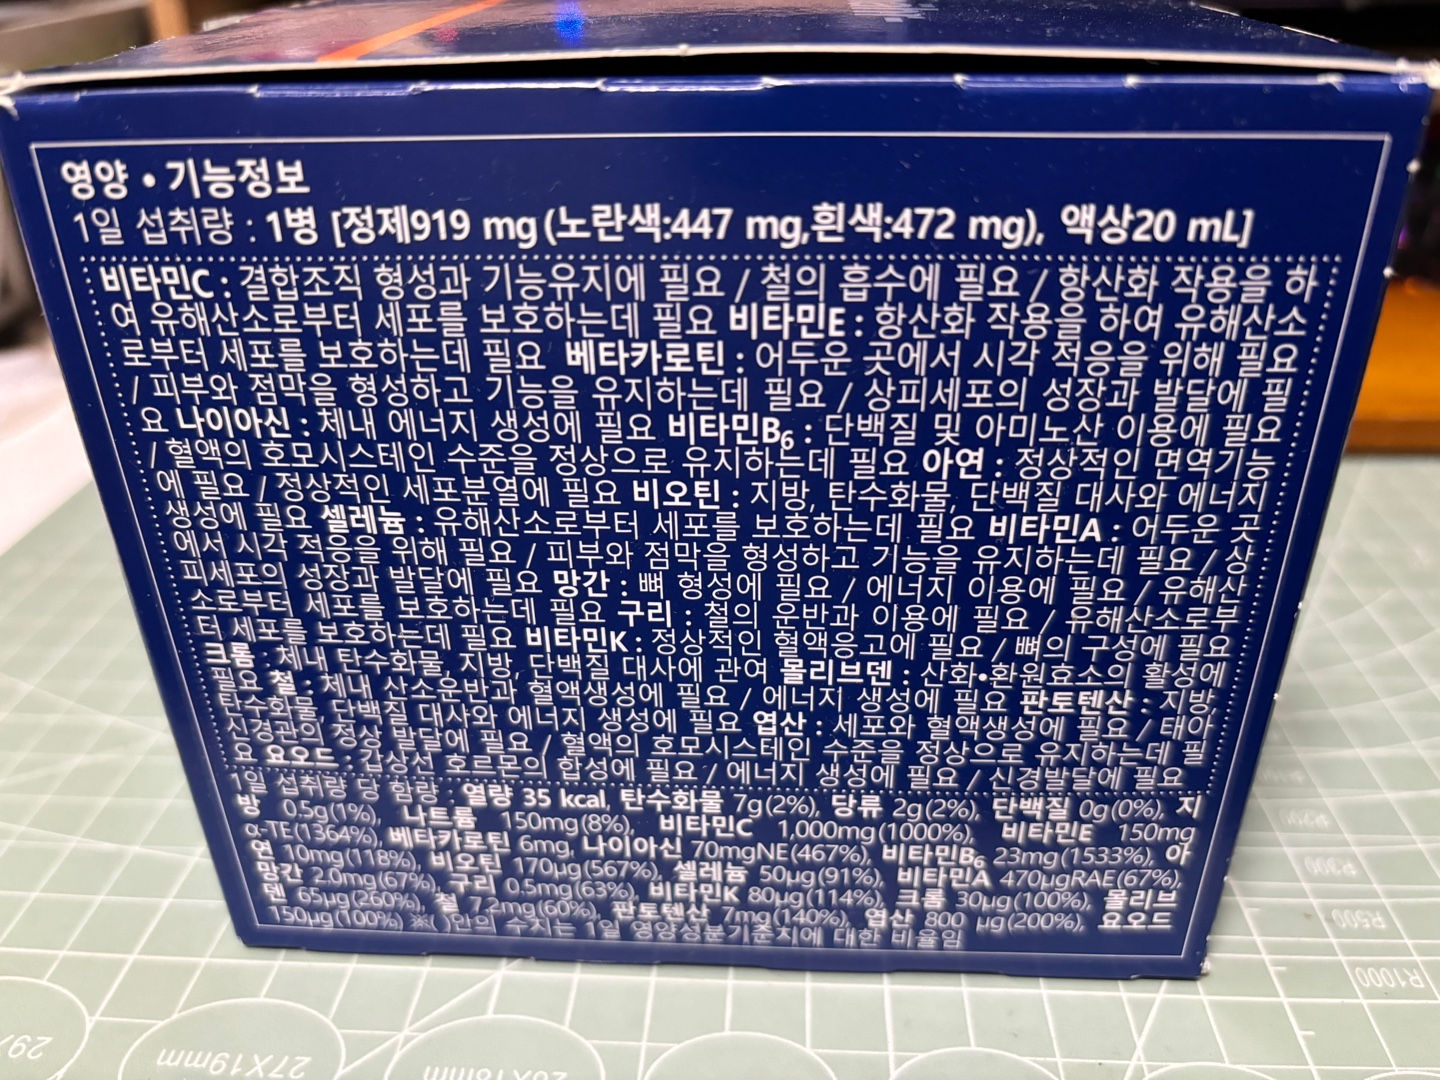 영양 • 기능정보
1일 섭취량 : 1병 [정제919 mg(노란색:447 mg,흰색:472 mg), 액상20 mL]
비타민C : 결합조직 형성과 기능유지에 필요 / 철의 흡수에 필요 / 항산화 작용을 하
여 유해산소로부터 세포를 보호하는데 필요 비타민E : 항산화 작용을 하여 유해산소
로부터 세포를 보호하는데 필요 베타카로틴 : 어두운 곳에서 시각 적응을 위해 필요
/ 피부와 점막을 형성하고 기능을 유지하는데 필요 / 상피세포의 성장과 발달에 필
요 나이아신 : 체내 에너지 생성에 필요 비타민B6 : 단백질 및 아미노산 이용에 필요
/ 혈액의 호모시스테인 수준을 정상으로 유지하는데 필요 아연 : 정상적인 면역기능
에 필요 / 정상적인 세포분열에 필요 비오틴 : 지방, 탄수화물, 단백질 대사와 에너지
생성에 필요 셀레늄 : 유해산소로부터 세포를 보호하는데 필요 비타민A : 어두운 곳
에서 시각 적응을 위해 필요 / 피부와 점막을 형성하고 기능을 유지하는데 필요 / 상
피세포의 성장과 발달에 필요 망간 : 뼈 형성에 필요 / 에너지 이용에 필요 / 유해산
소로부터 세포를 보호하는데 필요 구리 : 철의 운반과 이용에 필요 / 유해산소로부
터 세포를 보호하는데 필요 비타민K : 정상적인 혈액응고에 필요 / 뼈의 구성에 필요
크롬 : 체내 탄수화물, 지방, 단백질 대사에 관여 몰리브덴 : 산화•환원효소의 활성에
필요 철 : 체내 산소운반과 혈액생성에 필요 / 에너지 생성에 필요 판토텐산 : 지방,
탄수화물, 단백질 대사와 에너지 생성에 필요 엽산 : 세포와 혈액생성에 필요 / 태아
신경관의 정상 발달에 필요 / 혈액의 호모시스테인 수준을 정상으로 유지하는데 필
요 요오드 : 갑상선 호르몬의 합성에 필요 / 에너지 생성에 필요 / 신경발달에 필요
1일 섭취량 당 함량 : 열량 35 kcal, 탄수화물 7g(2%), 당류 2g(2%), 단백질 0g(0%), 지
방 0.5g(1%), 나트륨 150mg(8%), 비타민C 1,000mg(1000%), 비타민E 150mg
α-TE(1364%), 베타카로틴 6mg, 나이아신 70mgNE(467%), 비타민B6 23mg(1533%), 아
연 10mg(118%), 비오틴 170μg(567%), 셀레늄 50μg(91%), 비타민A 470μgRAE(67%),
망간 2.0mg(67%), 구리 0.5mg(63%), 비타민K 80μg(114%), 크롬 30μg(100%), 몰리브
덴 65μg(260%), 철 7.2mg(60%), 판토텐산 7mg(140%), 엽산 800 μg(200%), 요오드
150μg(100%) ※( )안의 수치는 1일 영양성분기준치에 대한 비율임
R500
R1000
29X
27X19mm